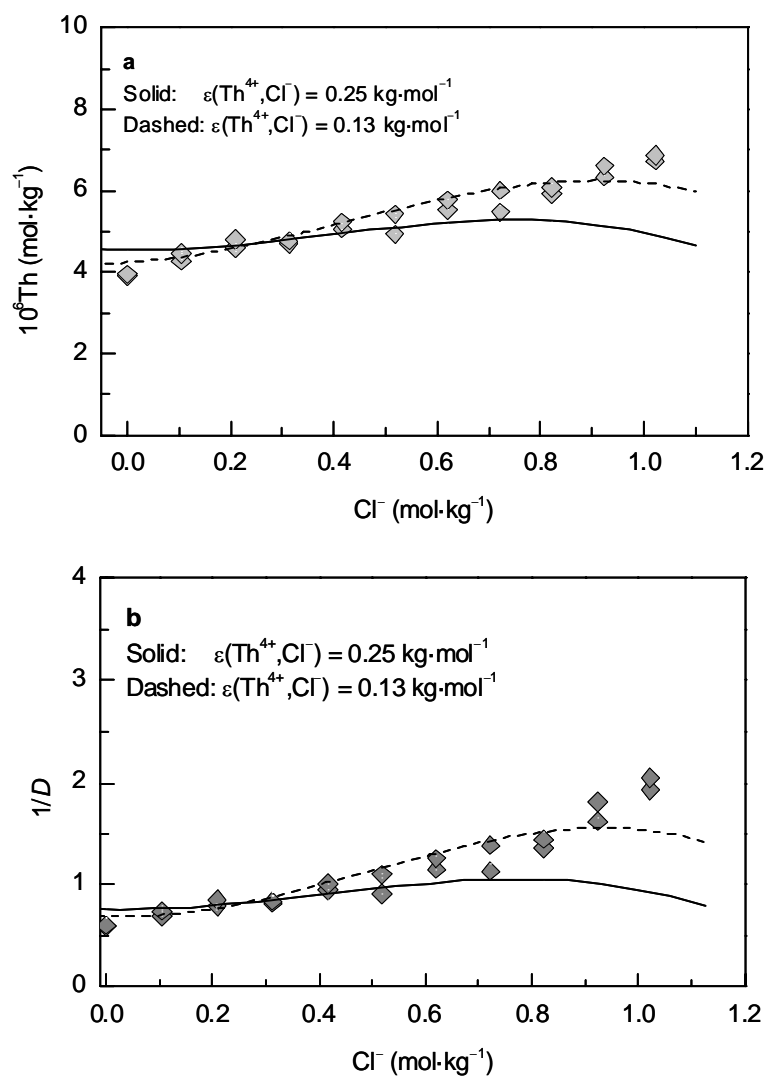 10
a
Solid: ε(Th⁴⁺,Cl⁻) = 0.25 kg·mol⁻¹
Dashed: ε(Th⁴⁺,Cl⁻) = 0.13 kg·mol⁻¹
8
6
4
2
0
10⁶Th (mol·kg⁻¹)
0.0 0.2 0.4 0.6 0.8 1.0 1.2
Cl⁻ (mol·kg⁻¹)
4
b
Solid: ε(Th⁴⁺,Cl⁻) = 0.25 kg·mol⁻¹
Dashed: ε(Th⁴⁺,Cl⁻) = 0.13 kg·mol⁻¹
3
2
1
0
1/D
0.0 0.2 0.4 0.6 0.8 1.0 1.2
Cl⁻ (mol·kg⁻¹)